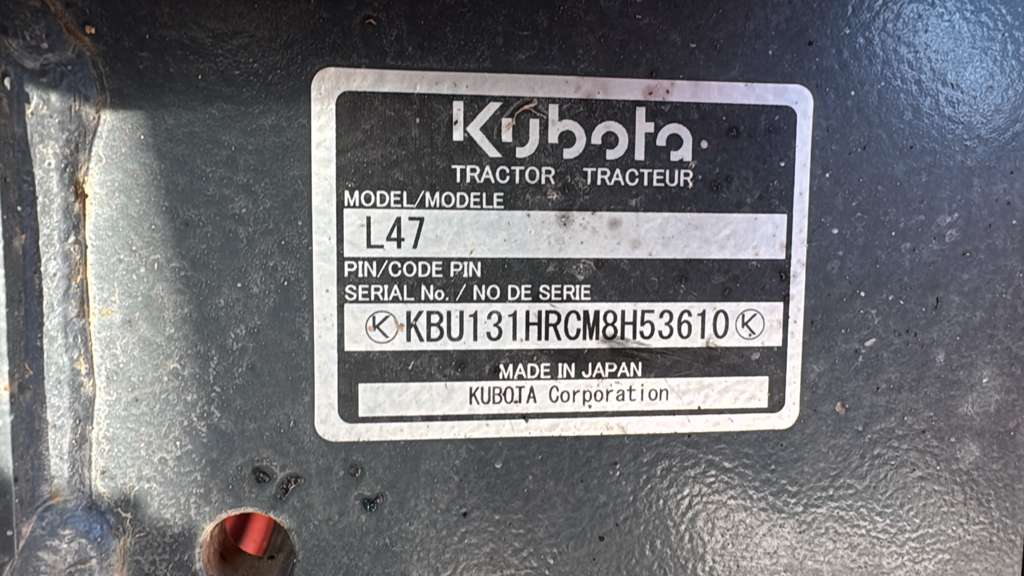 Kubota
TRACTOR TRACTEUR
MODEL/MODELE
L47
PIN/CODE PIN
SERIAL No. / NO DE SERIE
K KBU131HRCM8H53610 K
MADE IN JAPAN
KUBOTA Corporation